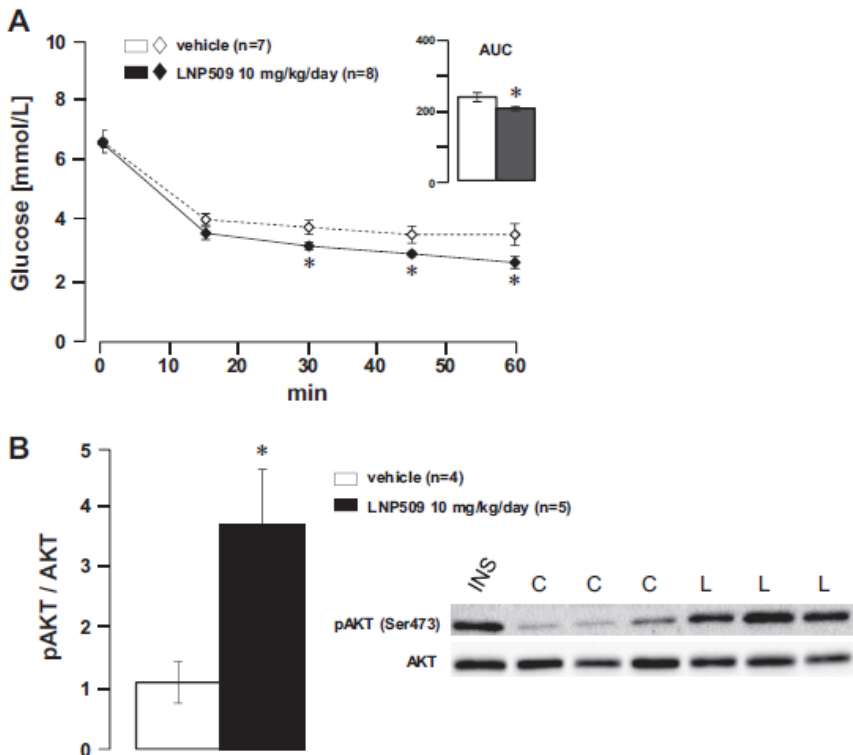 A
vehicle (n=7)
LNP509 10 mg/kg/day (n=8)
AUC
400
200
0
*
10
8
6
4
2
0
Glucose [mmol/L]
* * *
0 10 20 30 40 50 60
min
B
5
4
3
2
1
0
pAKT / AKT
*
vehicle (n=4)
LNP509 10 mg/kg/day (n=5)
INS C C C L L L
pAKT (Ser473)
AKT